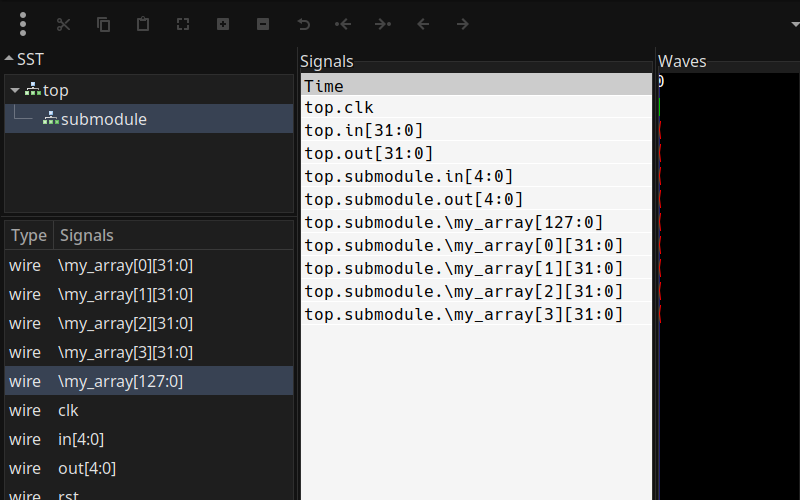 SST
top
submodule
Type Signals
wire \my_array[0][31:0]
wire \my_array[1][31:0]
wire \my_array[2][31:0]
wire \my_array[3][31:0]
wire \my_array[127:0]
wire clk
wire in[4:0]
wire out[4:0]
wire rst
Signals
Time
top.clk
top.in[31:0]
top.out[31:0]
top.submodule.in[4:0]
top.submodule.out[4:0]
top.submodule.\my_array[127:0]
top.submodule.\my_array[0][31:0]
top.submodule.\my_array[1][31:0]
top.submodule.\my_array[2][31:0]
top.submodule.\my_array[3][31:0]
Waves
0